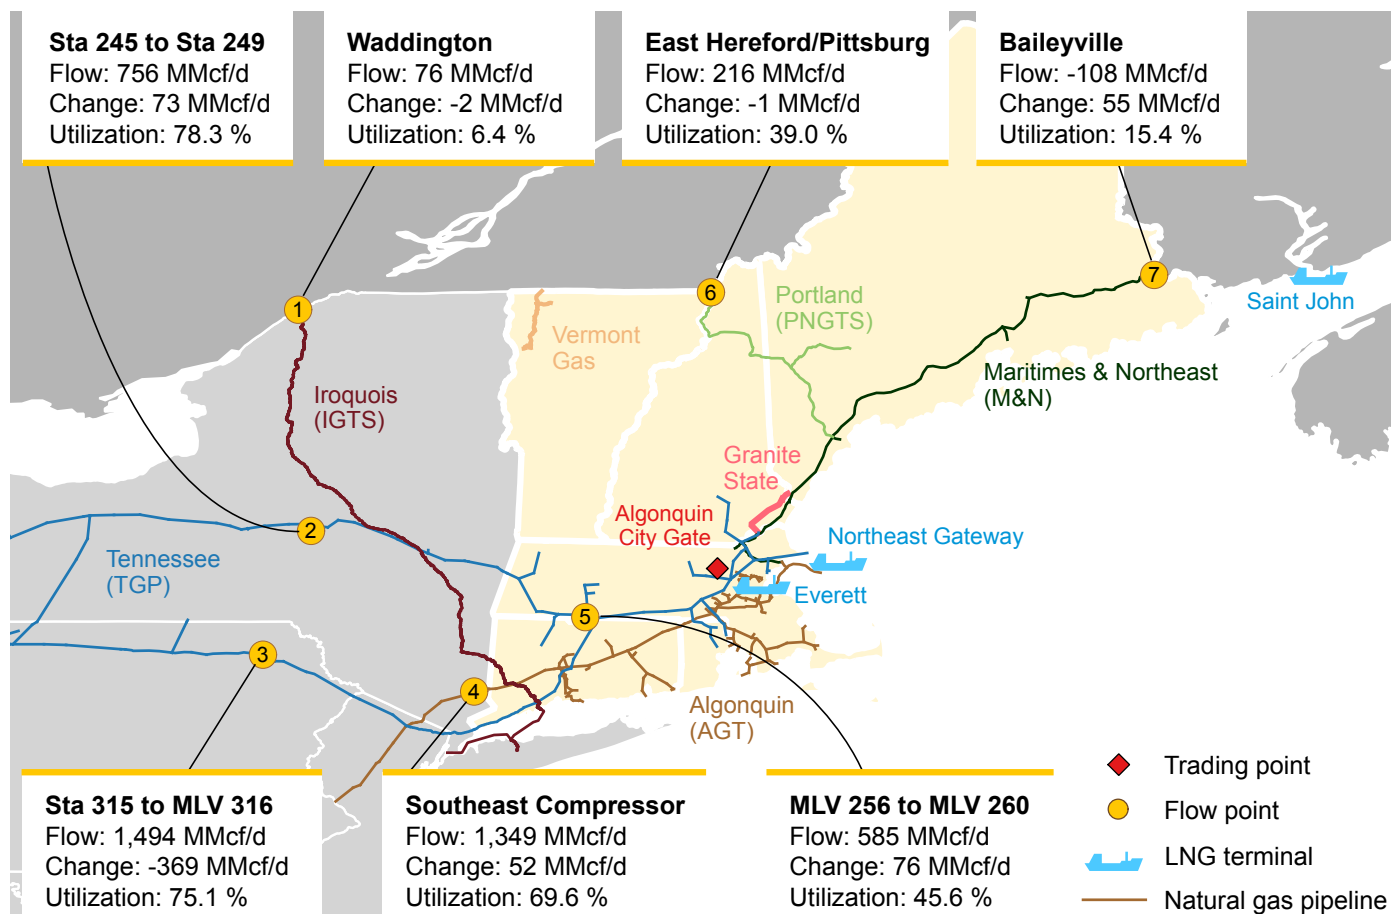 Sta 245 to Sta 249
Flow: 756 MMcf/d
Change: 73 MMcf/d
Utilization: 78.3 %
Waddington
Flow: 76 MMcf/d
Change: -2 MMcf/d
Utilization: 6.4 %
East Hereford/Pittsburg
Flow: 216 MMcf/d
Change: -1 MMcf/d
Utilization: 39.0 %
Baileyville
Flow: -108 MMcf/d
Change: 55 MMcf/d
Utilization: 15.4 %
1
6
7
Saint John
Portland
(PNGTS)
Vermont
Gas
Maritimes & Northeast
(M&N)
Iroquois
(IGTS)
Granite
State
Algonquin
City Gate
2
Northeast Gateway
Tennessee
(TGP)
Everett
5
3
4
Algonquin
(AGT)
Sta 315 to MLV 316
Flow: 1,494 MMcf/d
Change: -369 MMcf/d
Utilization: 75.1 %
Southeast Compressor
Flow: 1,349 MMcf/d
Change: 52 MMcf/d
Utilization: 69.6 %
MLV 256 to MLV 260
Flow: 585 MMcf/d
Change: 76 MMcf/d
Utilization: 45.6 %
Trading point
Flow point
LNG terminal
Natural gas pipeline